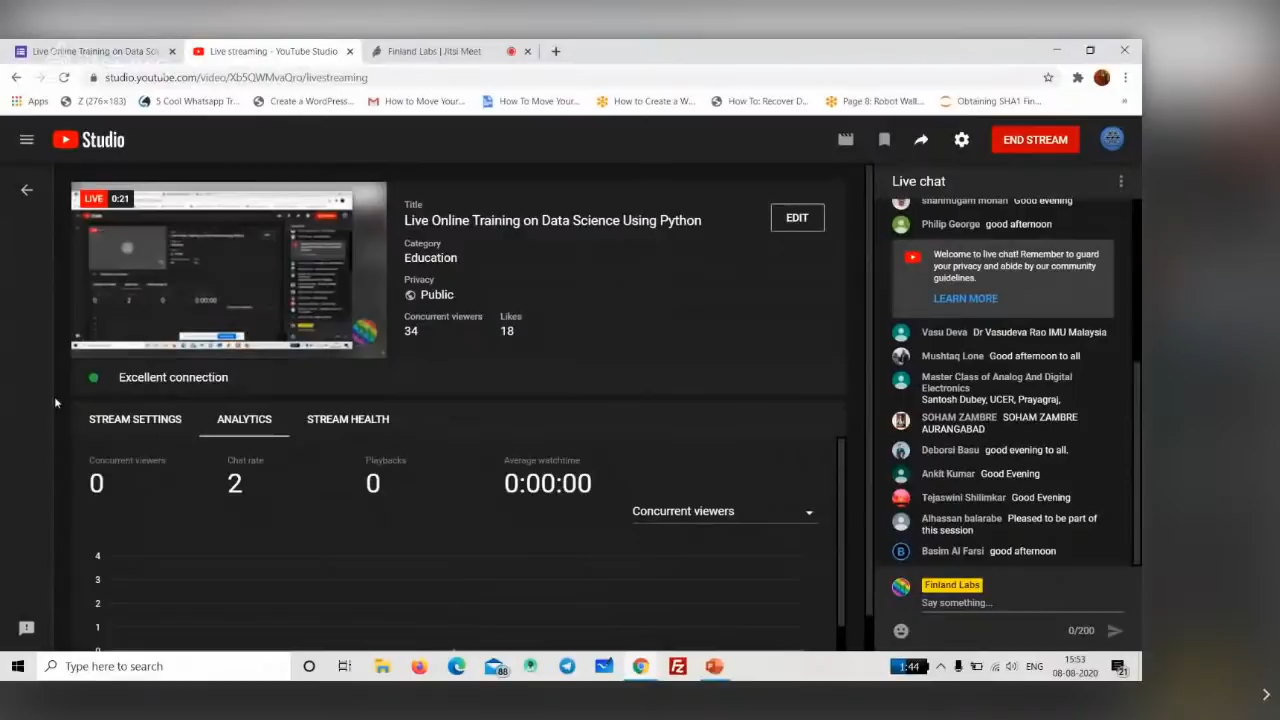 Live Online Training on Data Scie
Live streaming - YouTube Studio
Finland Labs | Jitsi Meet
studio.youtube.com/video/Xb5QWMvaQro/livestreaming
Apps
Z (276×183)
5 Cool Whatsapp Tr...
Create a WordPress...
How to Move Your...
How To Move Your...
How to Create a W...
How To: Recover D...
Page 8: Robot Wall...
Obtaining SHA1 Fin...
Studio
END STREAM
LIVE 0:21
Title
Live Online Training on Data Science Using Python
EDIT
Category
Education
Privacy
Public
Concurrent viewers Likes
34 18
Excellent connection
STREAM SETTINGS ANALYTICS STREAM HEALTH
Concurrent viewers Chat rate Playbacks Average watchtime
0 2 0 0:00:00
Concurrent viewers
4
3
2
1
Live chat
shanmugam mohan Good evening
Philip George good afternoon
Welcome to live chat! Remember to guard
your privacy and abide by our community
guidelines.
LEARN MORE
Vasu Deva Dr Vasudeva Rao IMU Malaysia
Mushtaq Lone Good afternoon to all
Master Class of Analog And Digital
Electronics
Santosh Dubey, UCER, Prayagraj,
SOHAM ZAMBRE SOHAM ZAMBRE
AURANGABAD
Deborsi Basu good evening to all.
Ankit Kumar Good Evening
Tejaswini Shilimkar Good Evening
Alhassan balarabe Pleased to be part of
this session
B Basim Al Farsi good afternoon
Finland Labs
Say something...
0/200
Type here to search
88
1:44
ENG
15:53
08-08-2020
21